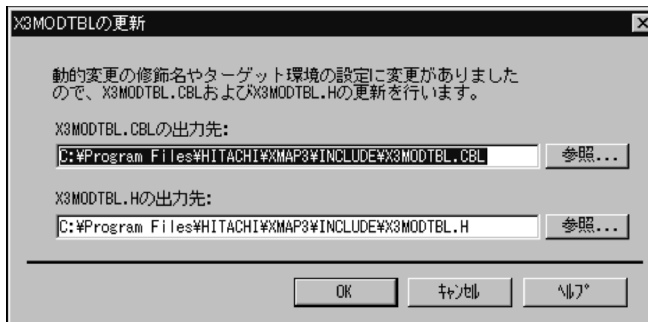 X3MODTBLの更新
動的変更の修飾名やターゲット環境の設定に変更がありました
ので、X3MODTBL.CBLおよびX3MODTBL.Hの更新を行います。
X3MODTBL.CBLの出力先:
C:¥Program Files¥HITACHI¥XMAP3¥INCLUDE¥X3MODTBL.CBL 参照...
X3MODTBL.Hの出力先:
C:¥Program Files¥HITACHI¥XMAP3¥INCLUDE¥X3MODTBL.H 参照...
OK ｷｬﾝｾﾙ ﾍﾙﾌﾟ